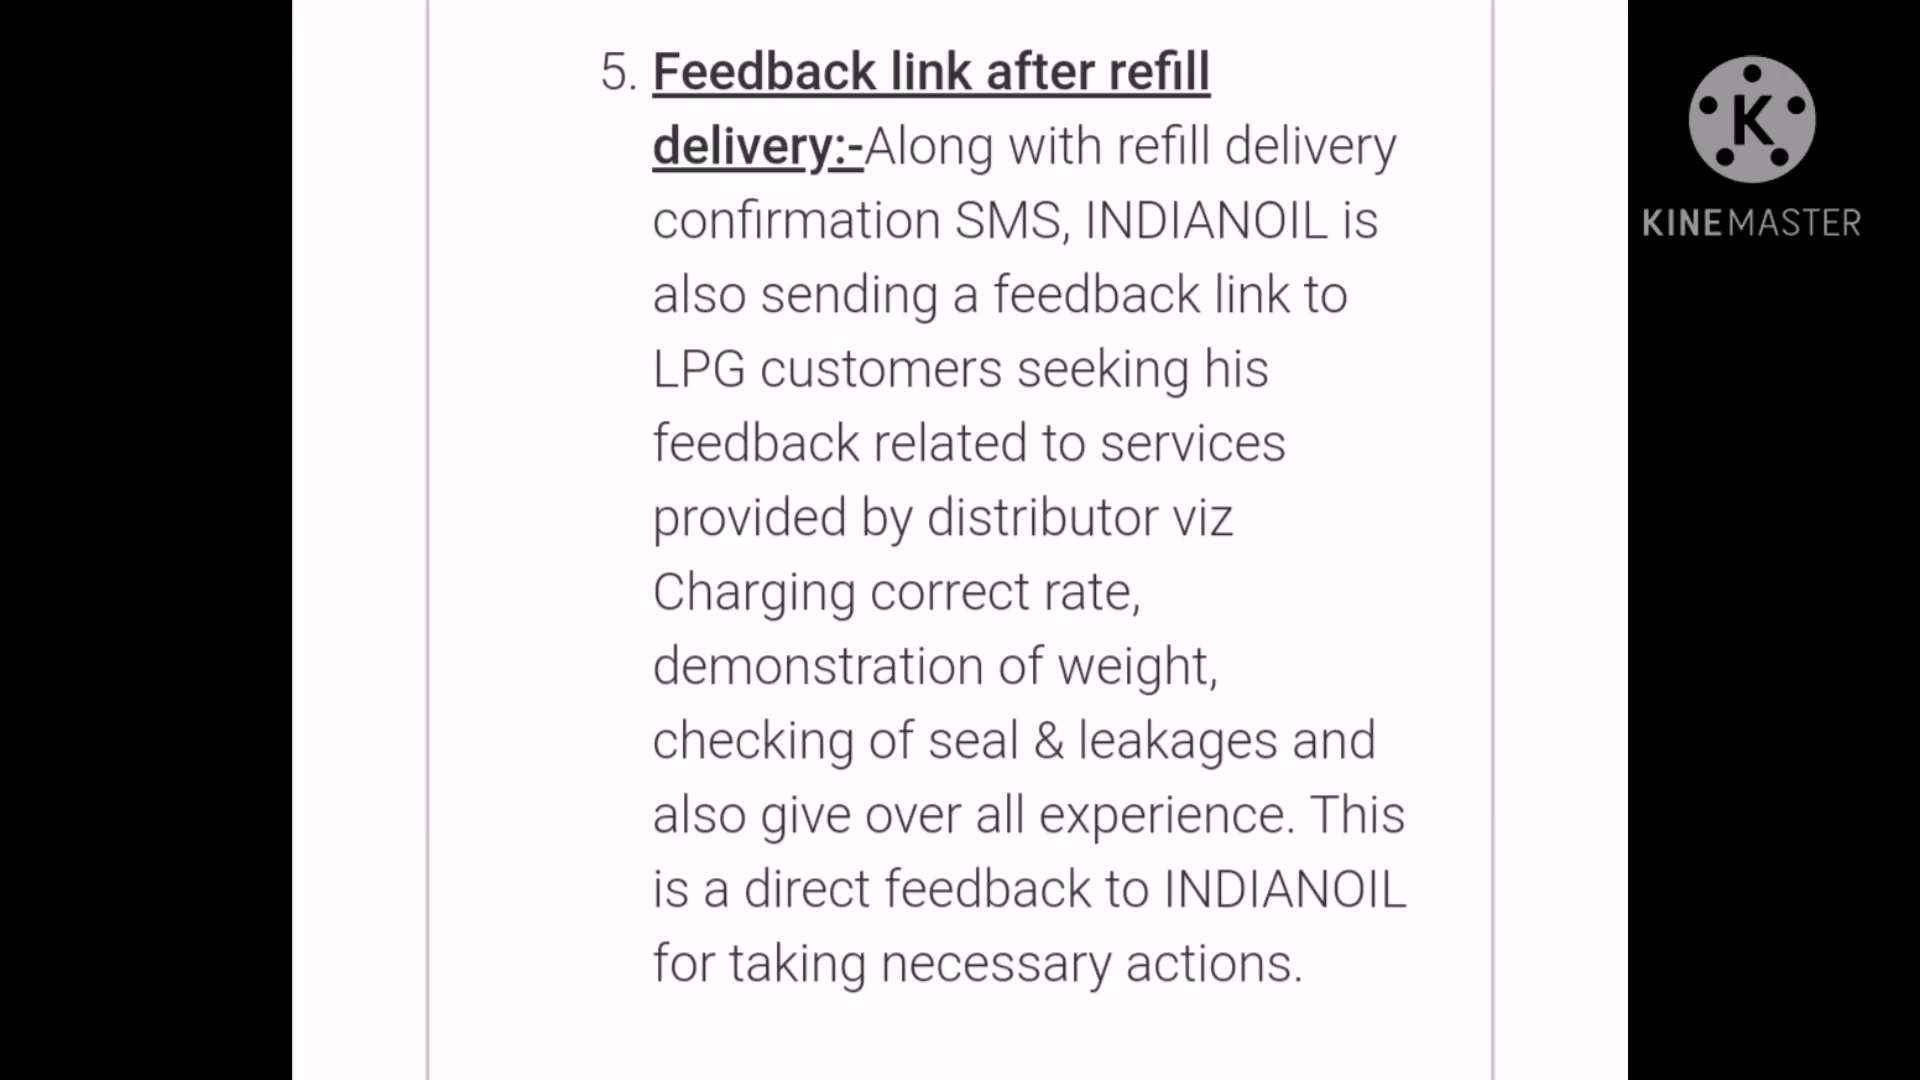 5. Feedback link after refill
delivery:-Along with refill delivery
confirmation SMS, INDIANOIL is
also sending a feedback link to
LPG customers seeking his
feedback related to services
provided by distributor viz
Charging correct rate,
demonstration of weight,
checking of seal & leakages and
also give over all experience. This
is a direct feedback to INDIANOIL
for taking necessary actions.
K
KINEMASTER